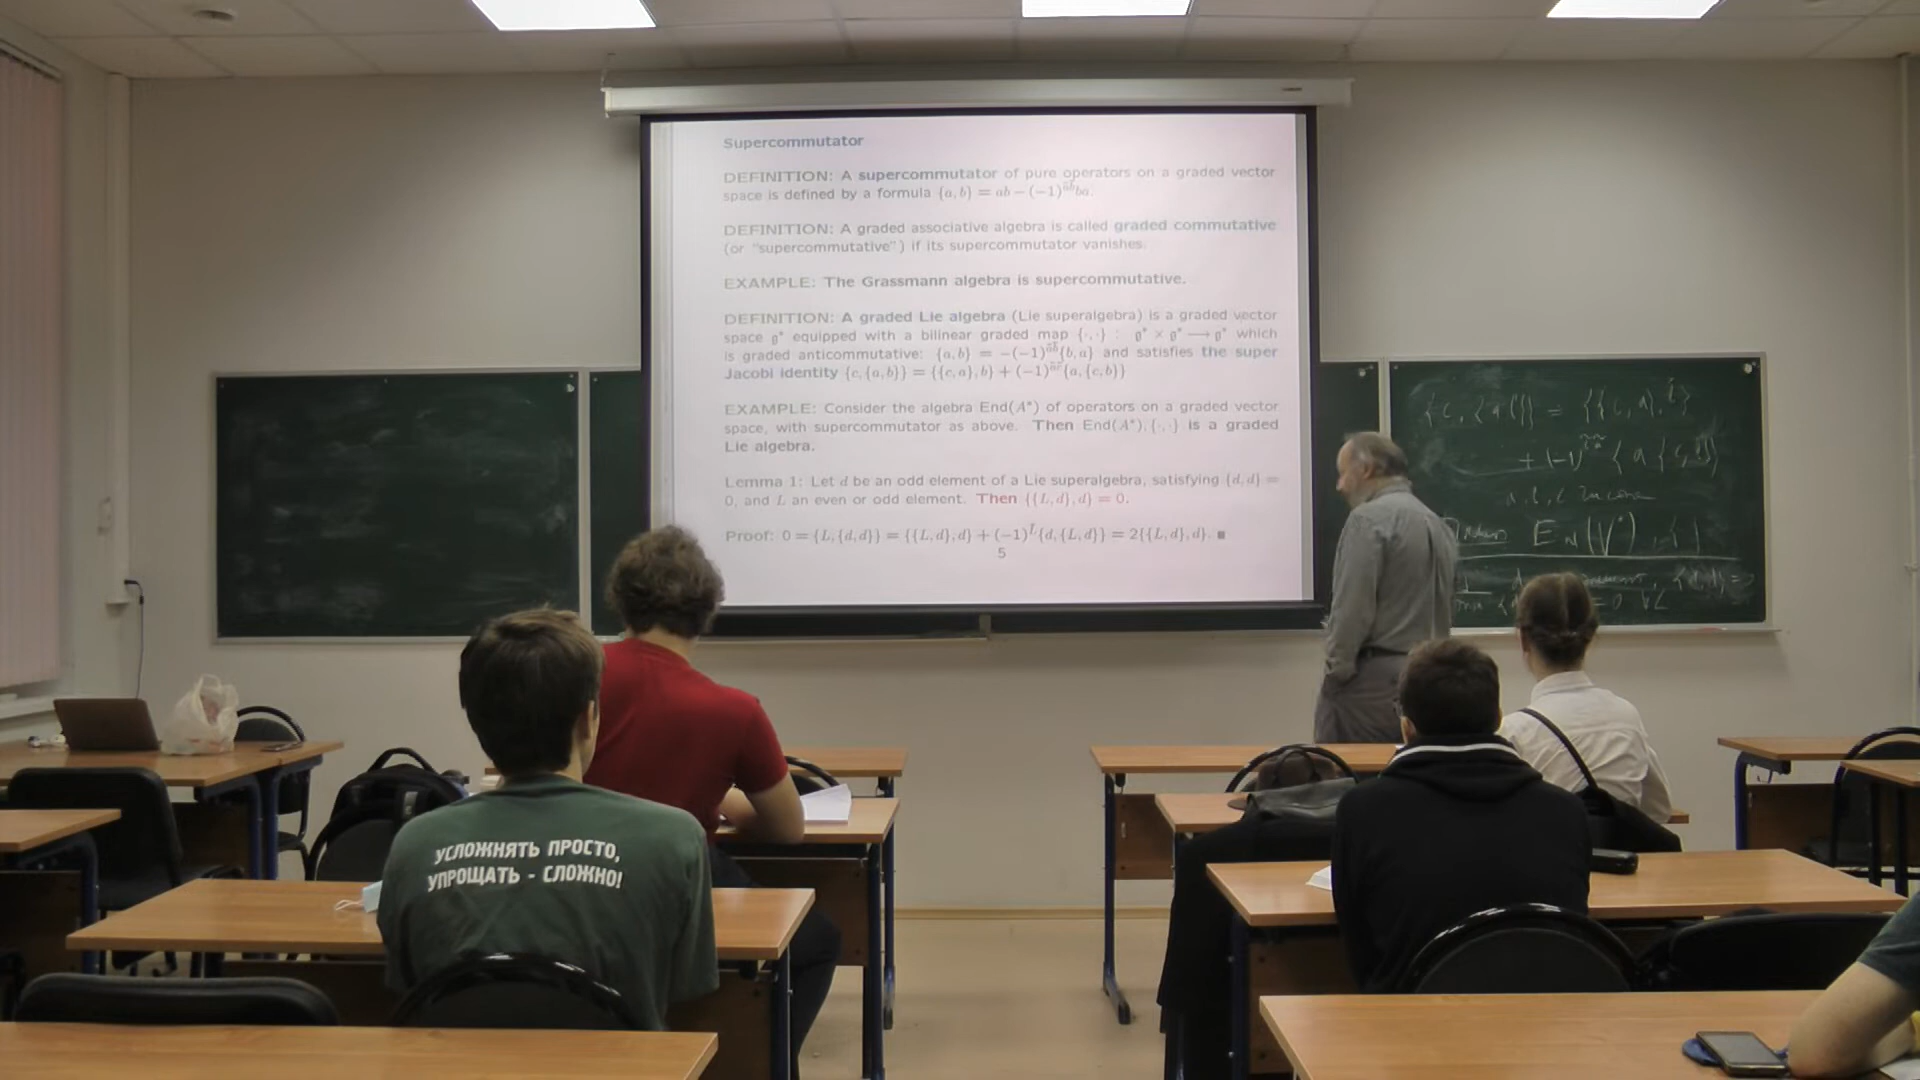 Supercommutator
DEFINITION: A supercommutator of pure operators on a graded vector
space is defined by a formula {a, b} = ab − (−1)^{ãb̃}ba.
DEFINITION: A graded associative algebra is called graded commutative
(or "supercommutative") if its supercommutator vanishes.
EXAMPLE: The Grassmann algebra is supercommutative.
DEFINITION: A graded Lie algebra (Lie superalgebra) is a graded vector
space 𝔤* equipped with a bilinear graded map {·, ·} : 𝔤* × 𝔤* ⟶ 𝔤* which
is graded anticommutative: {a, b} = −(−1)^{ãb̃}{b, a} and satisfies the super
Jacobi identity {c, {a, b}} = {{c, a}, b} + (−1)^{ãc̃}{a, {c, b}}
EXAMPLE: Consider the algebra End(A*) of operators on a graded vector
space, with supercommutator as above. Then End(A*), {·, ·} is a graded
Lie algebra.
Lemma 1: Let d be an odd element of a Lie superalgebra, satisfying {d, d} =
0, and L an even or odd element. Then {{L, d}, d} = 0.
Proof: 0 = {L, {d, d}} = {{L, d}, d} + (−1)^{L̃}{d, {L, d}} = 2{{L, d}, d}. ■
5
УСЛОЖНЯТЬ ПРОСТО,
УПРОЩАТЬ - СЛОЖНО!